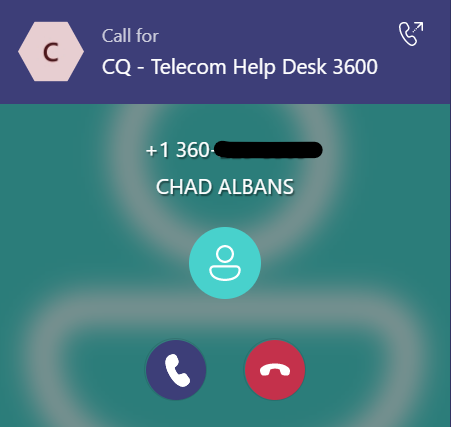 C
Call for
CQ - Telecom Help Desk 3600
+1 360-
CHAD ALBANS